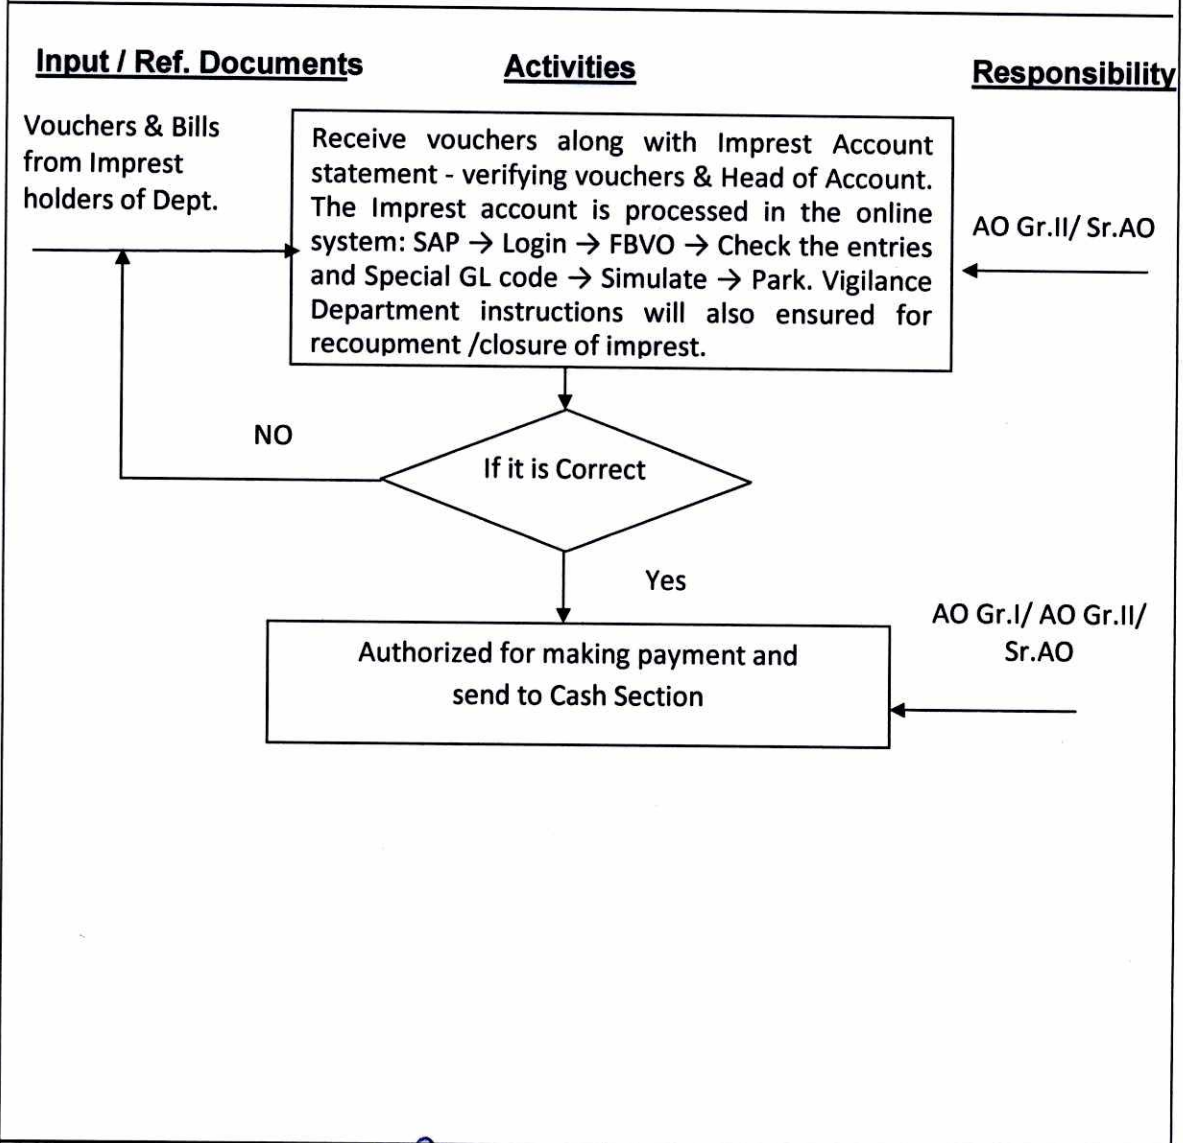 Input / Ref. Documents
Activities
Responsibility
Vouchers & Bills
from Imprest
holders of Dept.
Receive vouchers along with Imprest Account
statement - verifying vouchers & Head of Account.
The Imprest account is processed in the online
system: SAP → Login → FBVO → Check the entries
and Special GL code → Simulate → Park. Vigilance
Department instructions will also ensured for
recoupment /closure of imprest.
AO Gr.II/ Sr.AO
NO
If it is Correct
Yes
AO Gr.I/ AO Gr.II/
Sr.AO
Authorized for making payment and
send to Cash Section